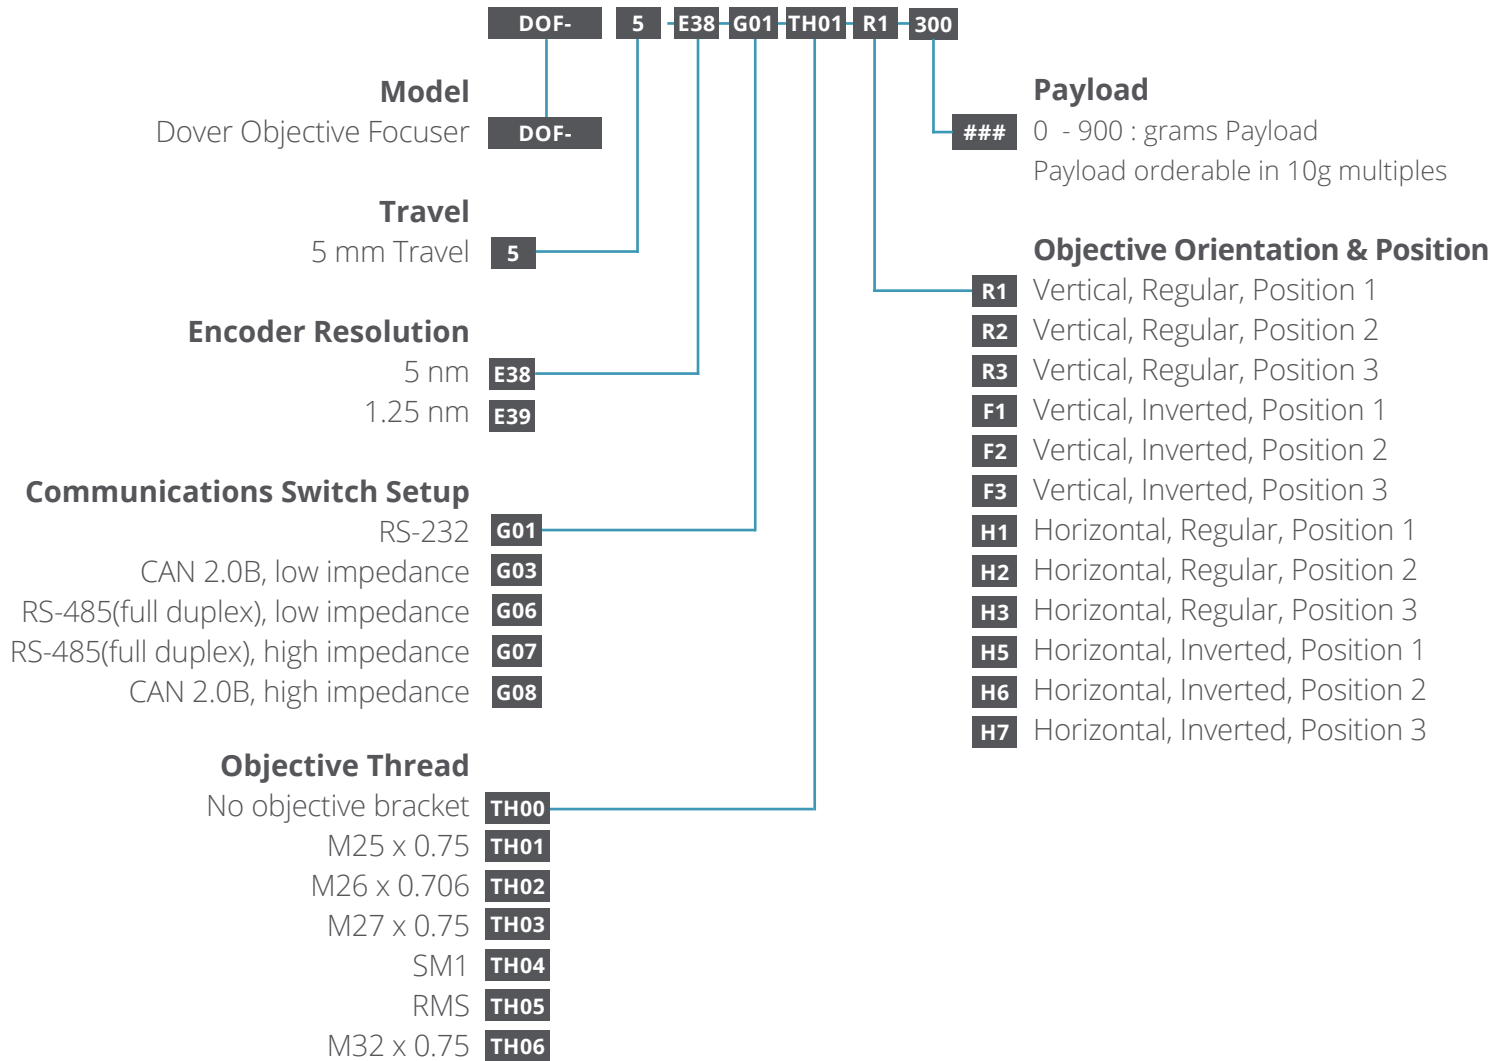 DOF- 5 -E38 G01 TH01 R1 300
Model
Dover Objective Focuser DOF-
Travel
5 mm Travel 5
Encoder Resolution
5 nm E38
1.25 nm E39
Communications Switch Setup
RS-232 G01
CAN 2.0B, low impedance G03
RS-485(full duplex), low impedance G06
RS-485(full duplex), high impedance G07
CAN 2.0B, high impedance G08
Objective Thread
No objective bracket TH00
M25 x 0.75 TH01
M26 x 0.706 TH02
M27 x 0.75 TH03
SM1 TH04
RMS TH05
M32 x 0.75 TH06
Payload
### 0 - 900 : grams Payload
Payload orderable in 10g multiples
Objective Orientation & Position
R1 Vertical, Regular, Position 1
R2 Vertical, Regular, Position 2
R3 Vertical, Regular, Position 3
F1 Vertical, Inverted, Position 1
F2 Vertical, Inverted, Position 2
F3 Vertical, Inverted, Position 3
H1 Horizontal, Regular, Position 1
H2 Horizontal, Regular, Position 2
H3 Horizontal, Regular, Position 3
H5 Horizontal, Inverted, Position 1
H6 Horizontal, Inverted, Position 2
H7 Horizontal, Inverted, Position 3